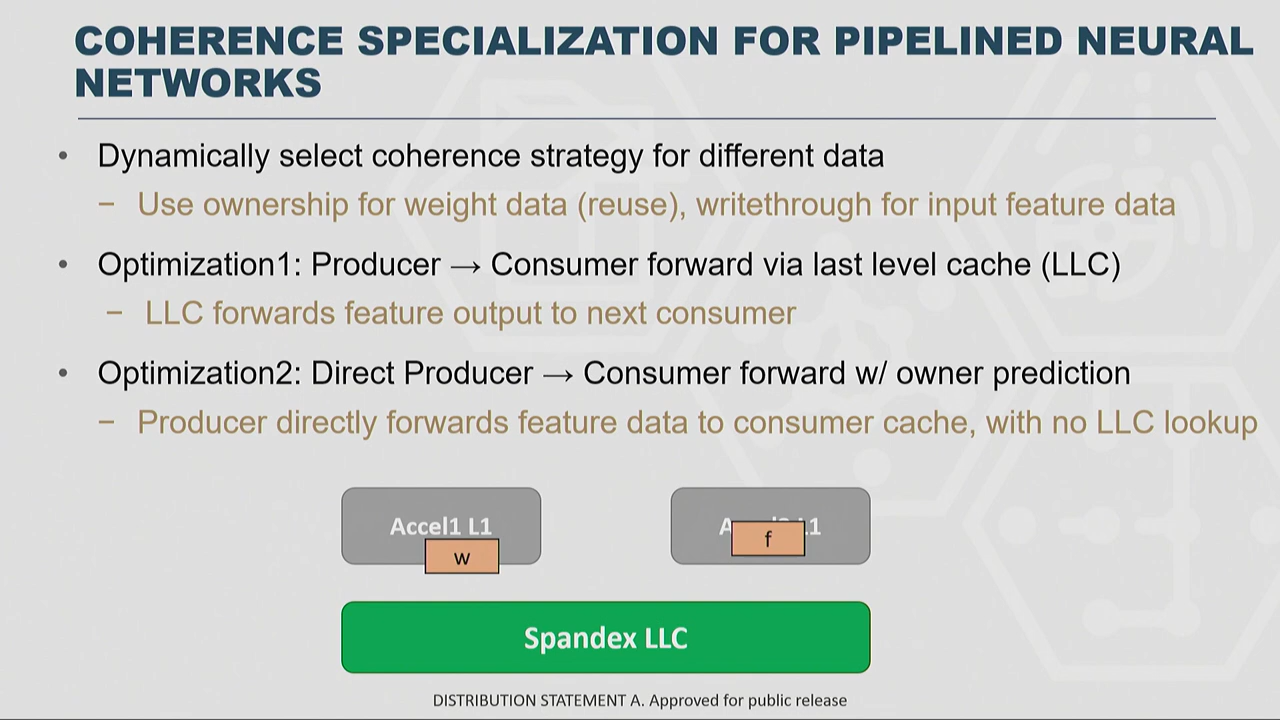 COHERENCE SPECIALIZATION FOR PIPELINED NEURAL
NETWORKS
• Dynamically select coherence strategy for different data
– Use ownership for weight data (reuse), writethrough for input feature data
• Optimization1: Producer → Consumer forward via last level cache (LLC)
– LLC forwards feature output to next consumer
• Optimization2: Direct Producer → Consumer forward w/ owner prediction
– Producer directly forwards feature data to consumer cache, with no LLC lookup
Accel1 L1
w
f
Spandex LLC
DISTRIBUTION STATEMENT A. Approved for public release